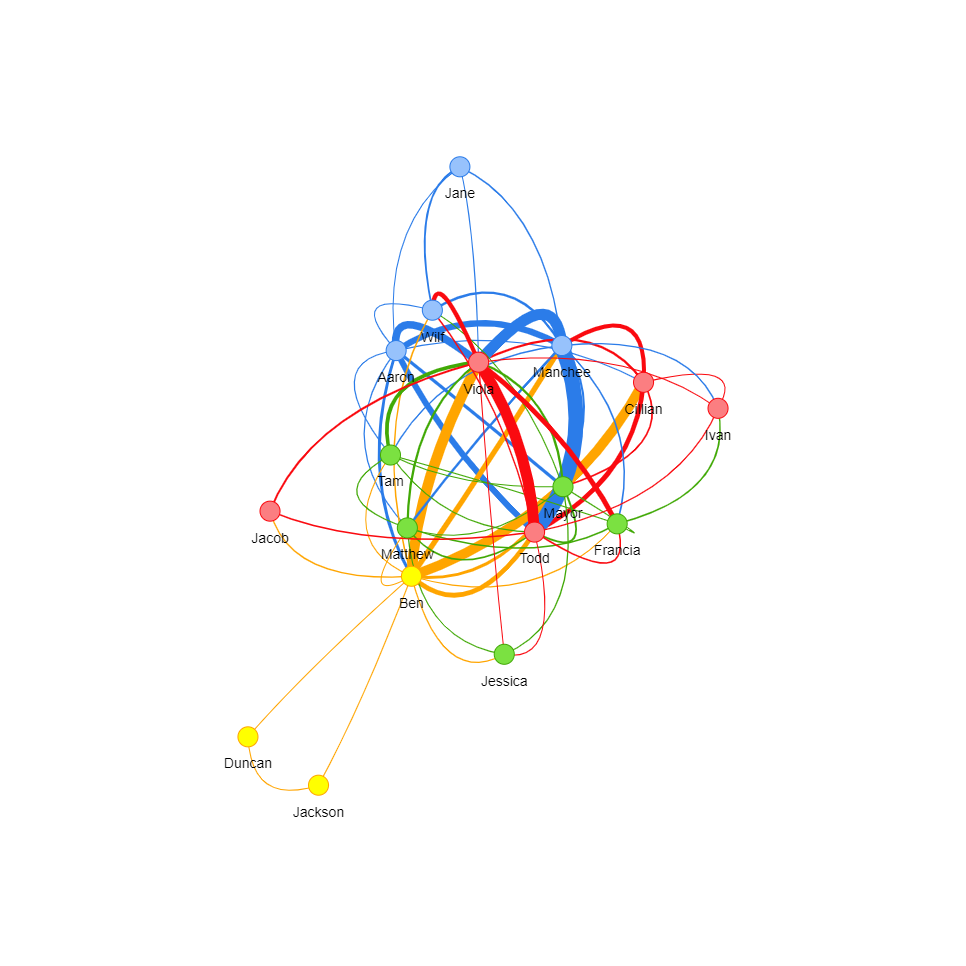 Jane
Wilf
Aaron
Viola
Manchee
Cillian
Ivan
Tam
Mayor
Jacob
Matthew
Todd
Francia
Ben
Jessica
Duncan
Jackson